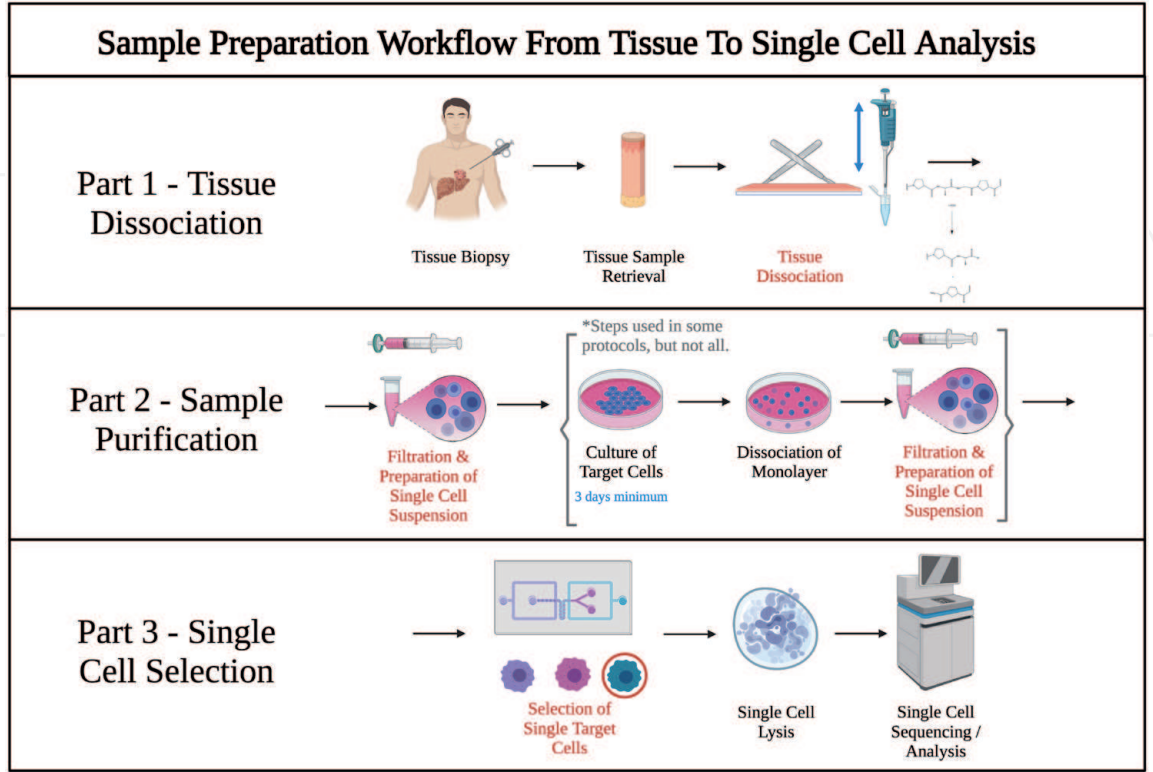 Sample Preparation Workflow From Tissue To Single Cell Analysis
Part 1 - Tissue
Dissociation
Tissue Biopsy
Tissue Sample
Retrieval
Tissue
Dissociation
Part 2 - Sample
Purification
Filtration &
Preparation of
Single Cell
Suspension
*Steps used in some
protocols, but not all.
Culture of
Target Cells
3 days minimum
Dissociation of
Monolayer
Filtration &
Preparation of
Single Cell
Suspension
Part 3 - Single
Cell Selection
Selection of
Single Target
Cells
Single Cell
Lysis
Single Cell
Sequencing /
Analysis